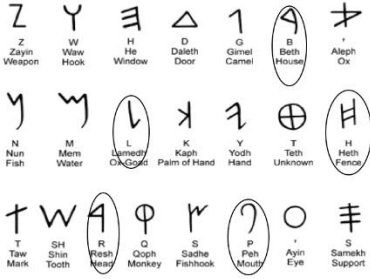 𐤀 𐤁 𐤂 𐤃 𐤄 𐤅 𐤆
Z W H D G B '
Zayin Waw He Daleth Gimel Beth Aleph
Weapon Hook Window Door Camel House Ox
𐤇 𐤈 𐤉 𐤊 𐤋 𐤌 𐤍
N M L K Y T H
Nun Mem Lamedh Kaph Yodh Teth Heth
Fish Water Ox-Goad Palm of Hand Hand Unknown Fence
𐤎 𐤏 𐤐 𐤑 𐤒 𐤓 𐤔 𐤕
T SH R Q S P ' S
Taw Shin Resh Qoph Sadhe Peh Ayin Samekh
Mark Tooth Head Monkey Fishhook Mouth Eye Support